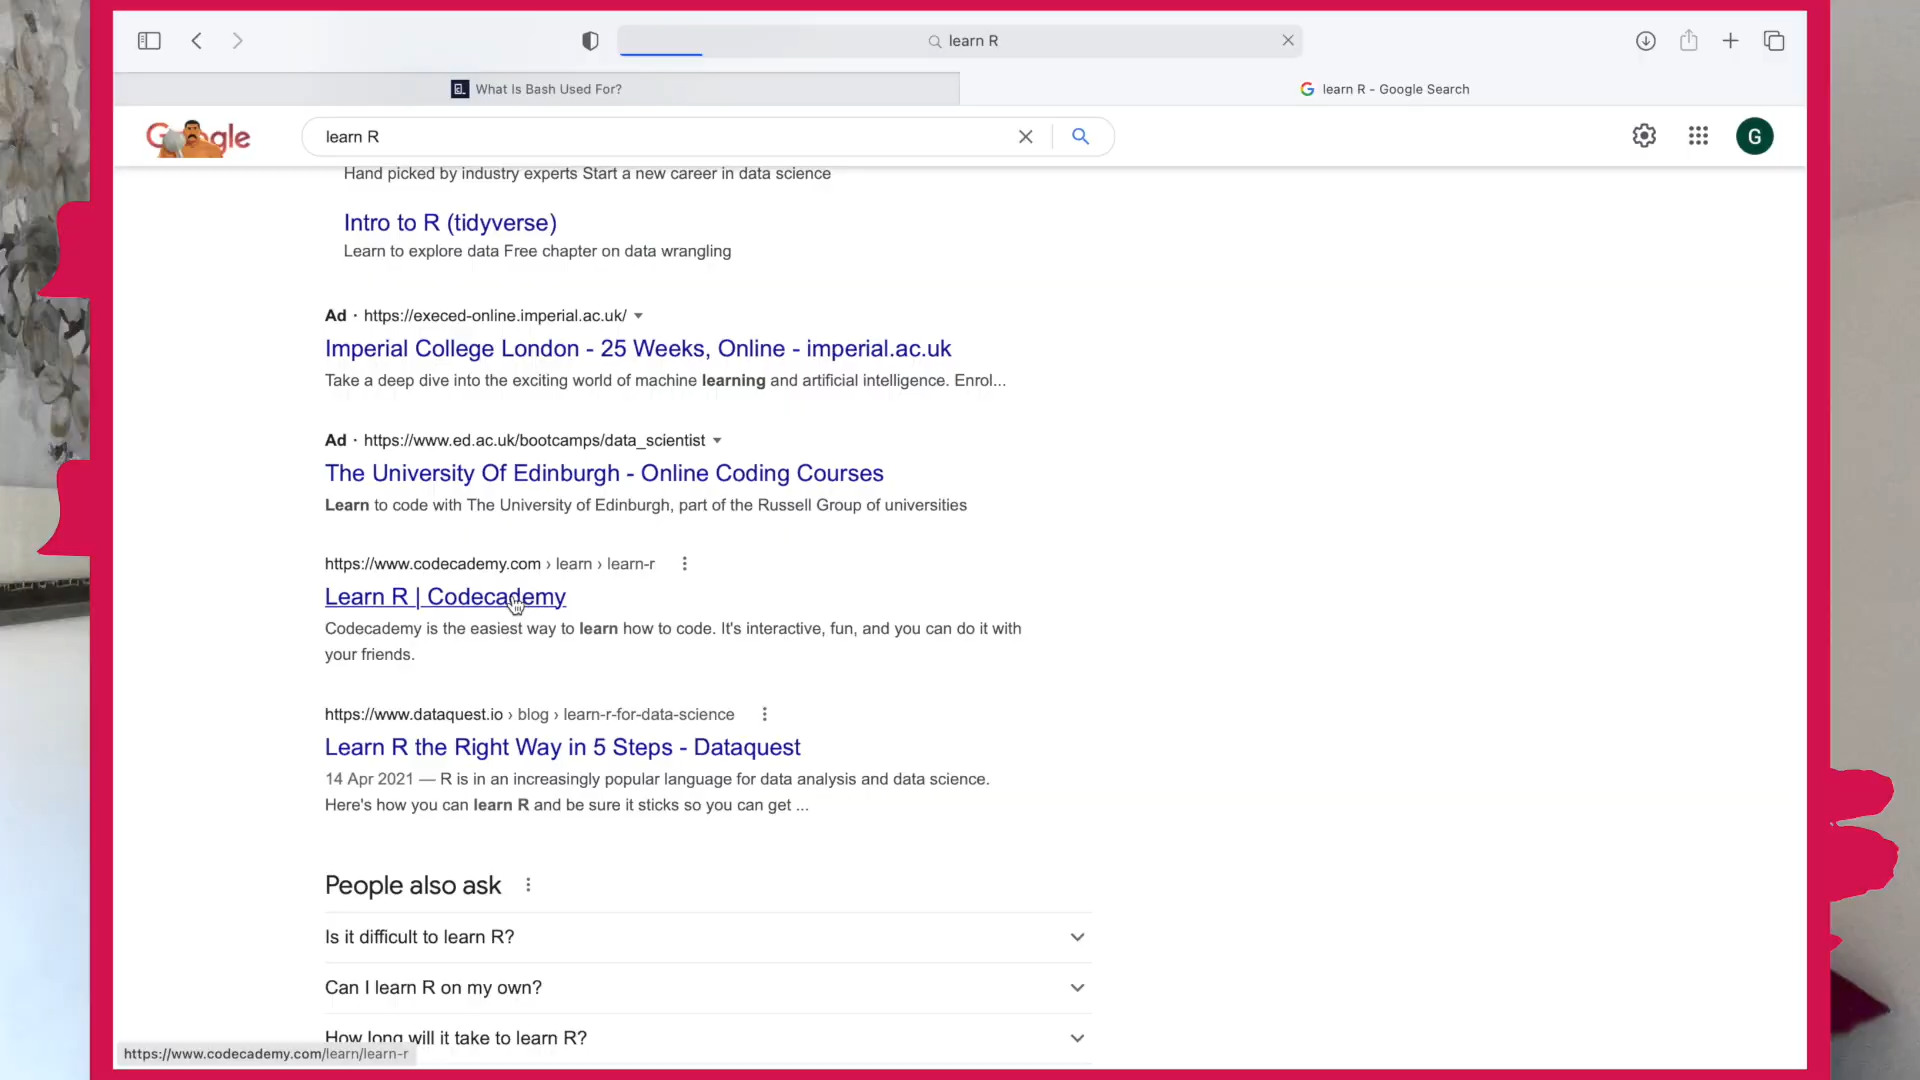 learn R
What Is Bash Used For?
learn R - Google Search
Google
learn R
G
Hand picked by industry experts Start a new career in data science
Intro to R (tidyverse)
Learn to explore data Free chapter on data wrangling
Ad · https://execed-online.imperial.ac.uk/
Imperial College London - 25 Weeks, Online - imperial.ac.uk
Take a deep dive into the exciting world of machine learning and artificial intelligence. Enrol...
Ad · https://www.ed.ac.uk/bootcamps/data_scientist
The University Of Edinburgh - Online Coding Courses
Learn to code with The University of Edinburgh, part of the Russell Group of universities
https://www.codecademy.com › learn › learn-r
Learn R | Codecademy
Codecademy is the easiest way to learn how to code. It's interactive, fun, and you can do it with
your friends.
https://www.dataquest.io › blog › learn-r-for-data-science
Learn R the Right Way in 5 Steps - Dataquest
14 Apr 2021 — R is in an increasingly popular language for data analysis and data science.
Here's how you can learn R and be sure it sticks so you can get ...
People also ask
Is it difficult to learn R?
Can I learn R on my own?
How long will it take to learn R?
https://www.codecademy.com/learn/learn-r